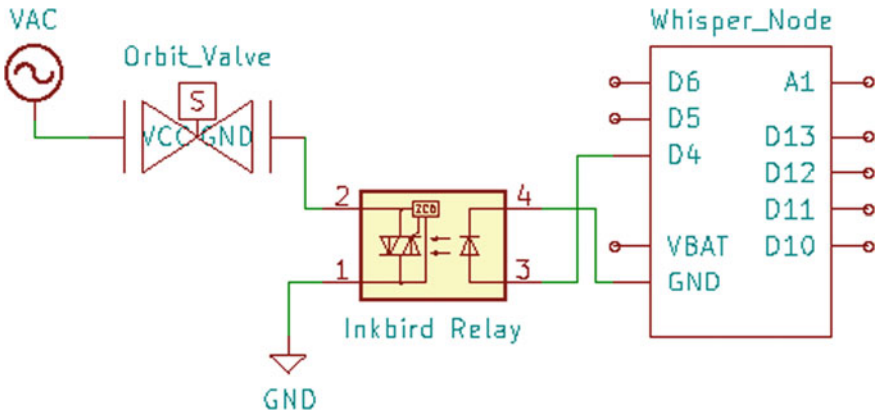 VAC
Orbit_Valve
S
VCC GND
Whisper_Node
D6
D5
D4
VBAT
GND
A1
D13
D12
D11
D10
2
1
ZCD
4
3
Inkbird Relay
GND